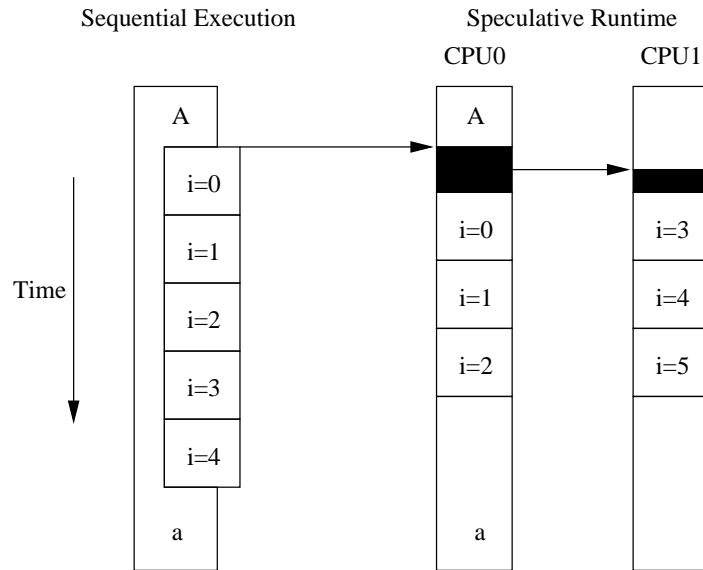 Sequential Execution
Speculative Runtime
CPU0
CPU1
A
A
i=0
i=1
i=2
i=3
i=4
a
Time
i=0
i=1
i=2
a
i=3
i=4
i=5